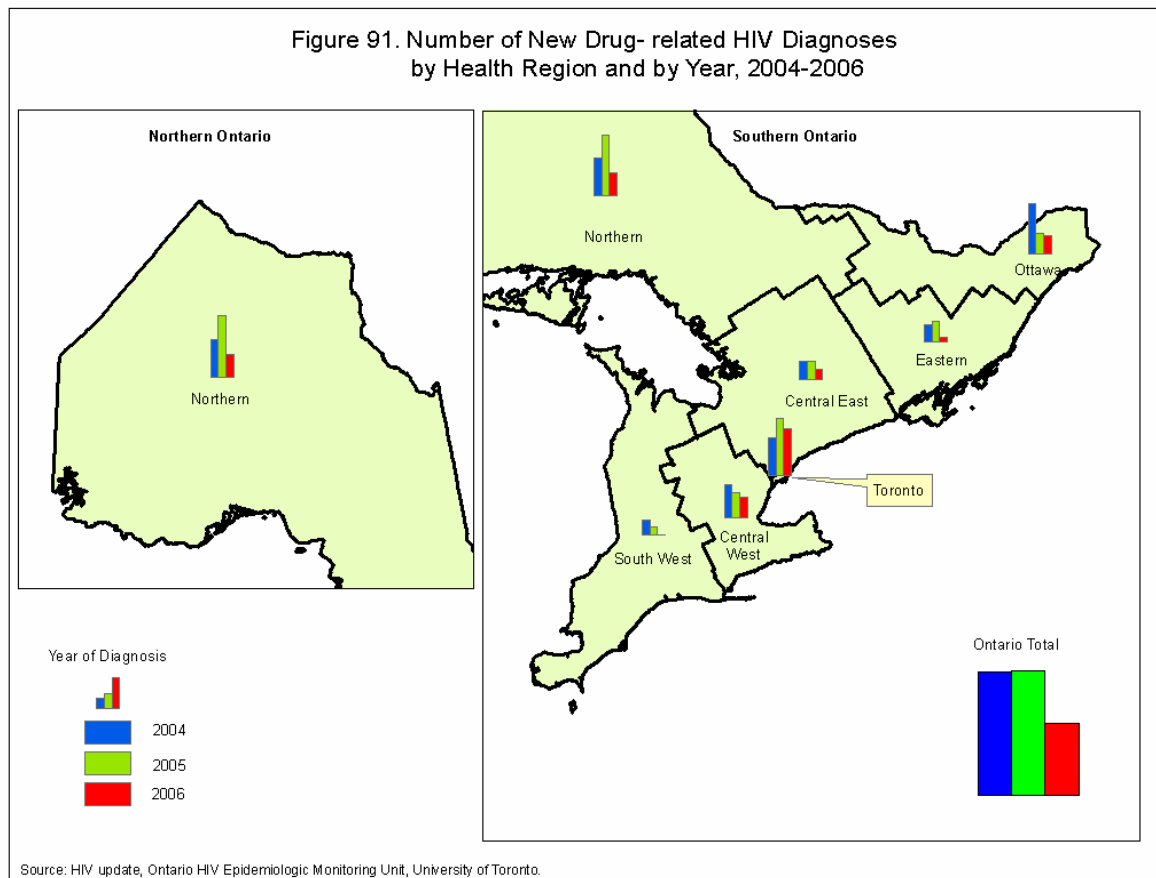 Figure 91. Number of New Drug- related HIV Diagnoses
by Health Region and by Year, 2004-2006
Northern Ontario
Northern
Southern Ontario
Northern
Ottawa
Eastern
Central East
Toronto
Central
West
South West
Year of Diagnosis
2004
2005
2006
Ontario Total
Source: HIV update, Ontario HIV Epidemiologic Monitoring Unit, University of Toronto.